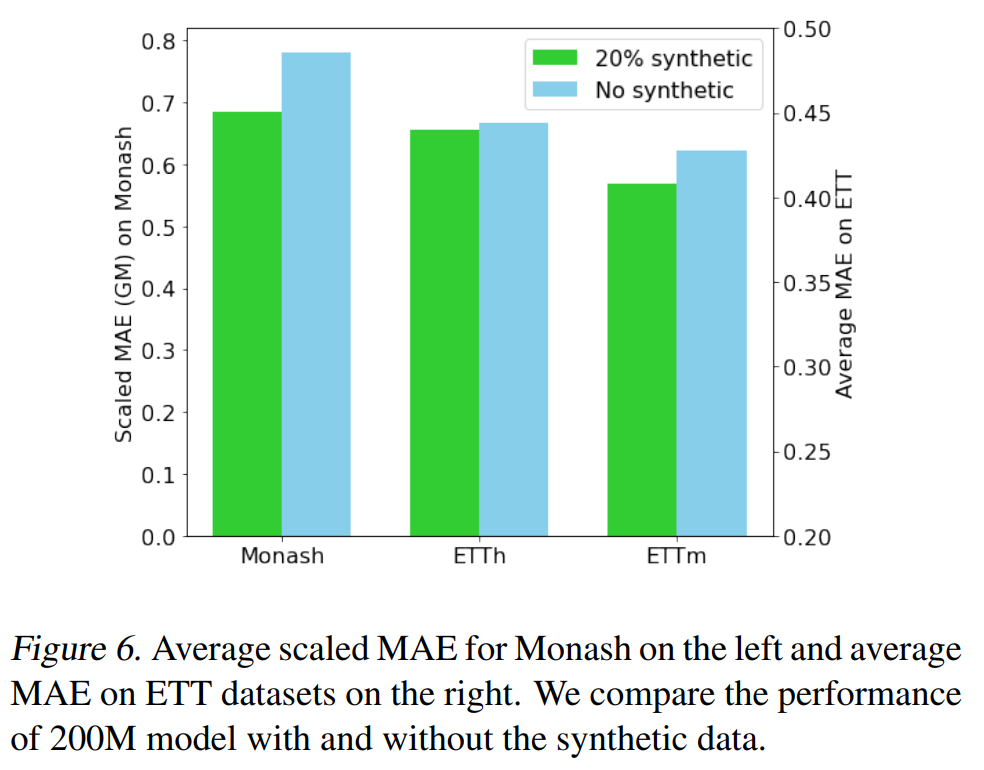 Scaled MAE (GM) on Monash
0.8
0.7
0.6
0.5
0.4
0.3
0.2
0.1
0.0
20% synthetic
No synthetic
0.50
0.45
0.40
0.35
0.30
0.25
0.20
Average MAE on ETT
Monash
ETTh
ETTm
Figure 6. Average scaled MAE for Monash on the left and average
MAE on ETT datasets on the right. We compare the performance
of 200M model with and without the synthetic data.